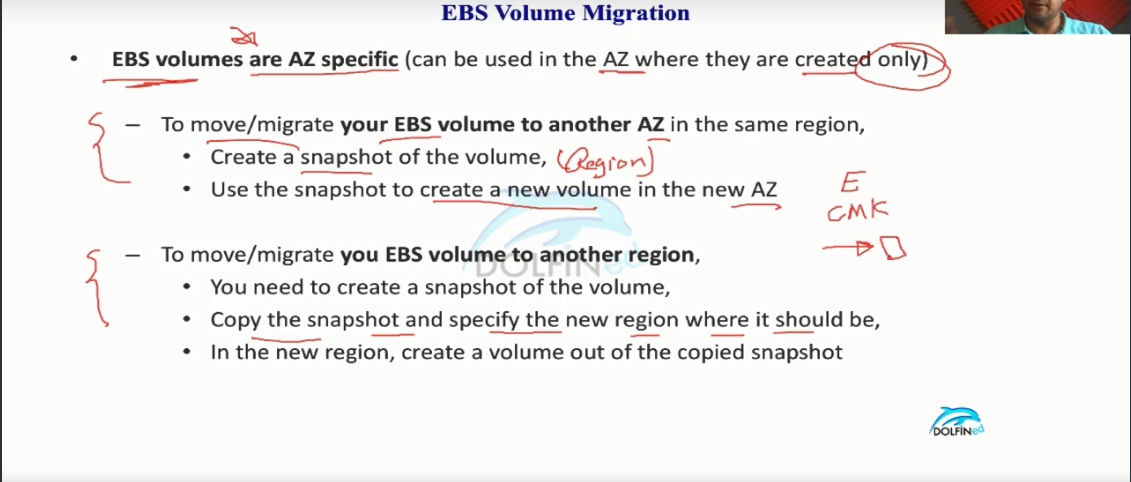 EBS Volume Migration
• EBS volumes are AZ specific (can be used in the AZ where they are created only)
– To move/migrate your EBS volume to another AZ in the same region,
• Create a snapshot of the volume, (Region)
• Use the snapshot to create a new volume in the new AZ
E
CMK
– To move/migrate you EBS volume to another region,
• You need to create a snapshot of the volume,
• Copy the snapshot and specify the new region where it should be,
• In the new region, create a volume out of the copied snapshot
DOLFINed
DOLFINed